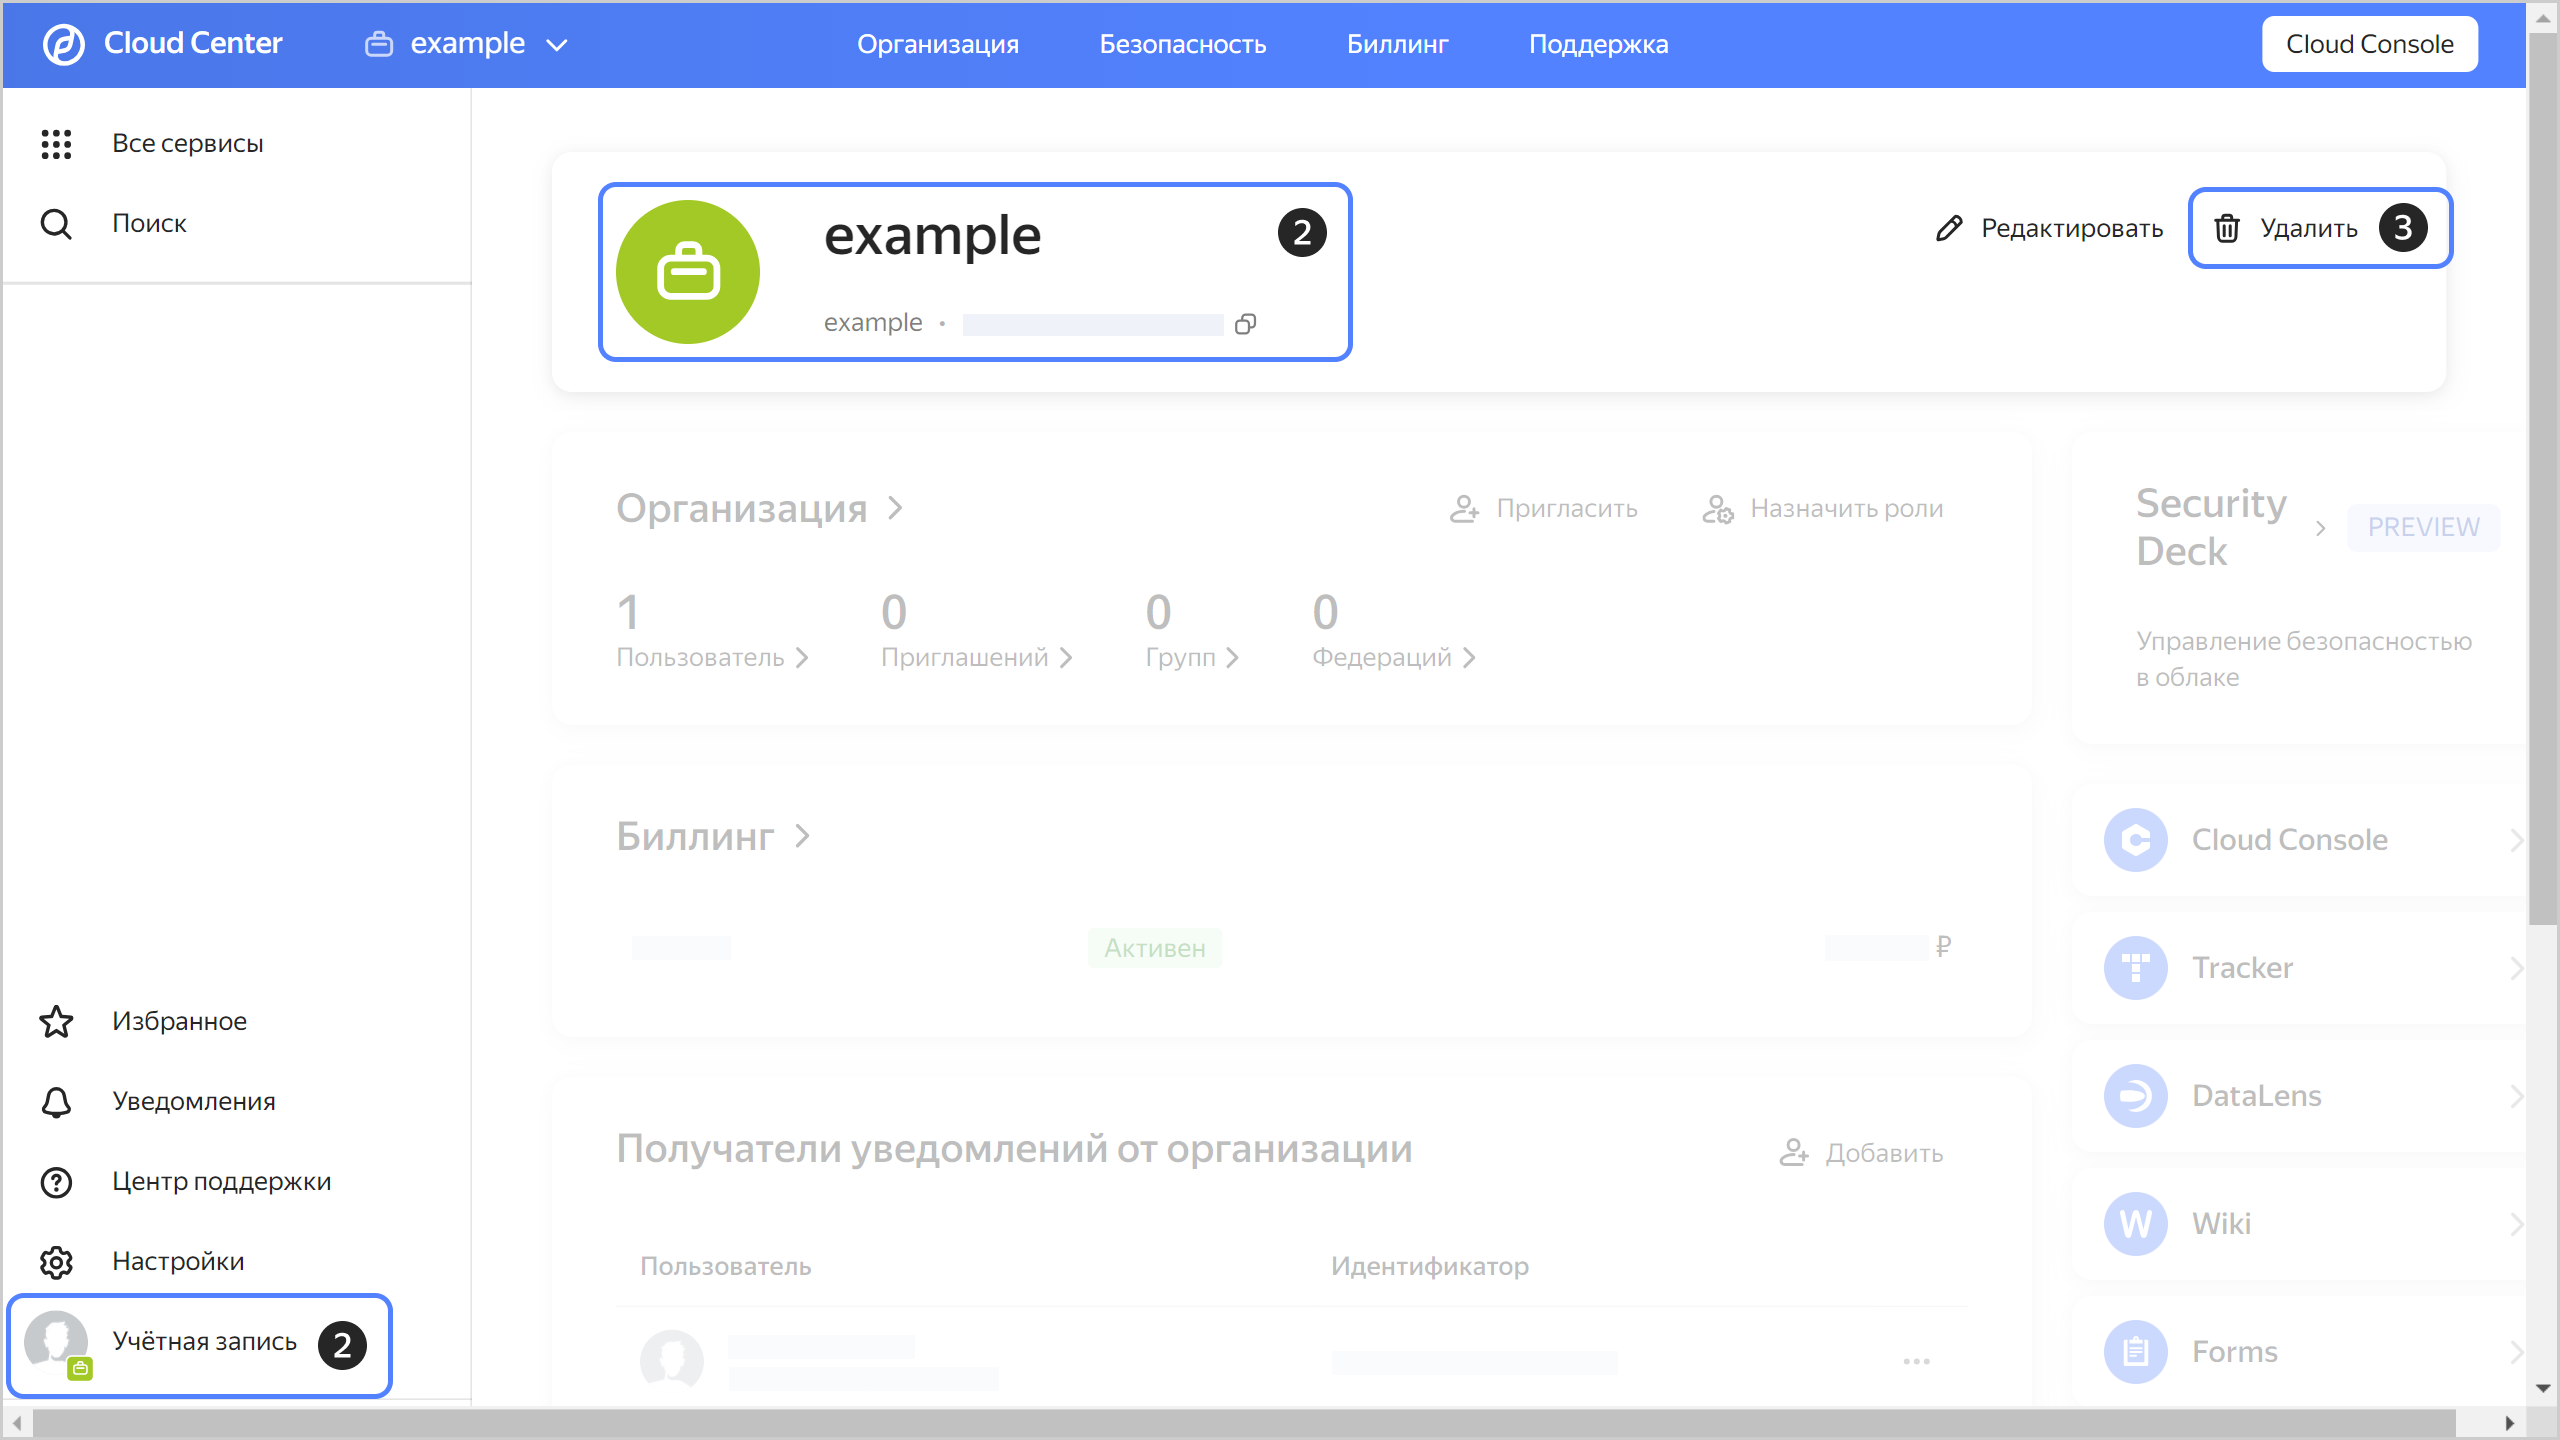 Cloud Center
example
Организация
Безопасность
Биллинг
Поддержка
Cloud Console
Все сервисы
Поиск
example
2
example •
Редактировать
Удалить
3
Организация
Пригласить
Назначить роли
1
0
0
0
Пользователь
Приглашений
Групп
Федераций
Security
Deck
PREVIEW
Управление безопасностью
в облаке
Биллинг
Активен
₽
Cloud Console
Tracker
DataLens
Wiki
Forms
Получатели уведомлений от организации
Добавить
Пользователь
Идентификатор
Избранное
Уведомления
Центр поддержки
Настройки
Учётная запись
2